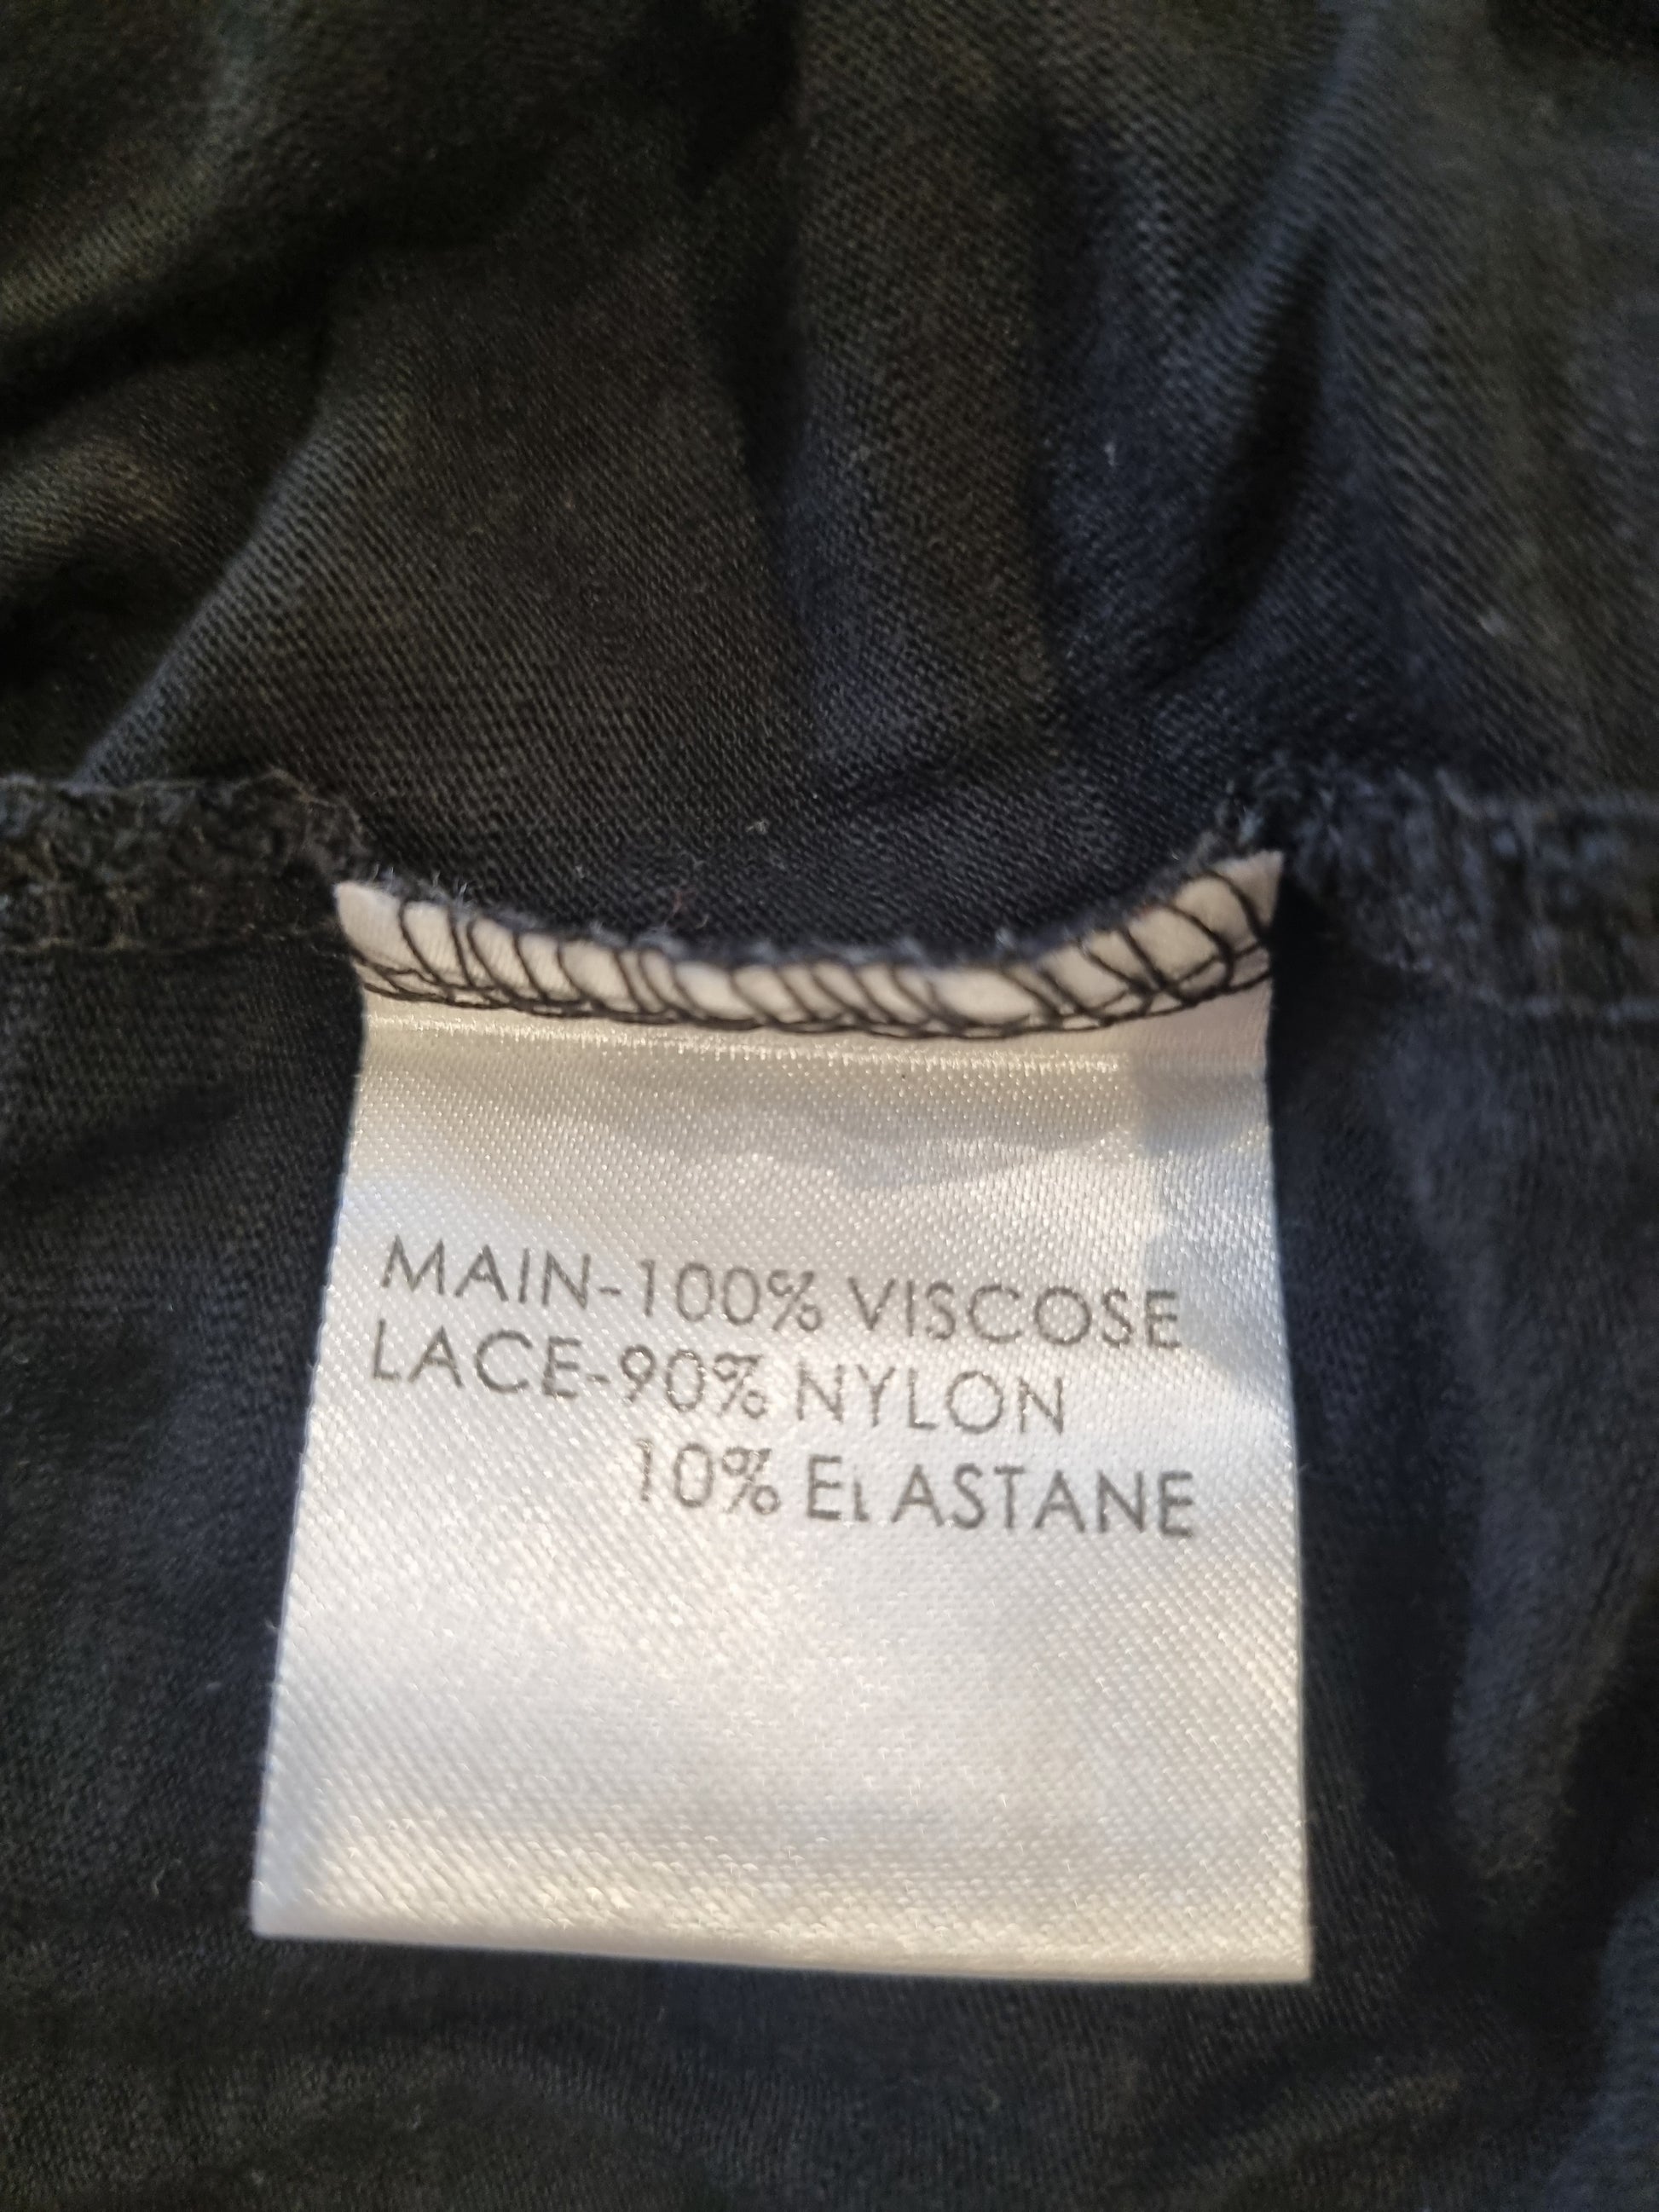 MAIN-100% VISCOSE
LACE-90% NYLON
10% ELASTANE